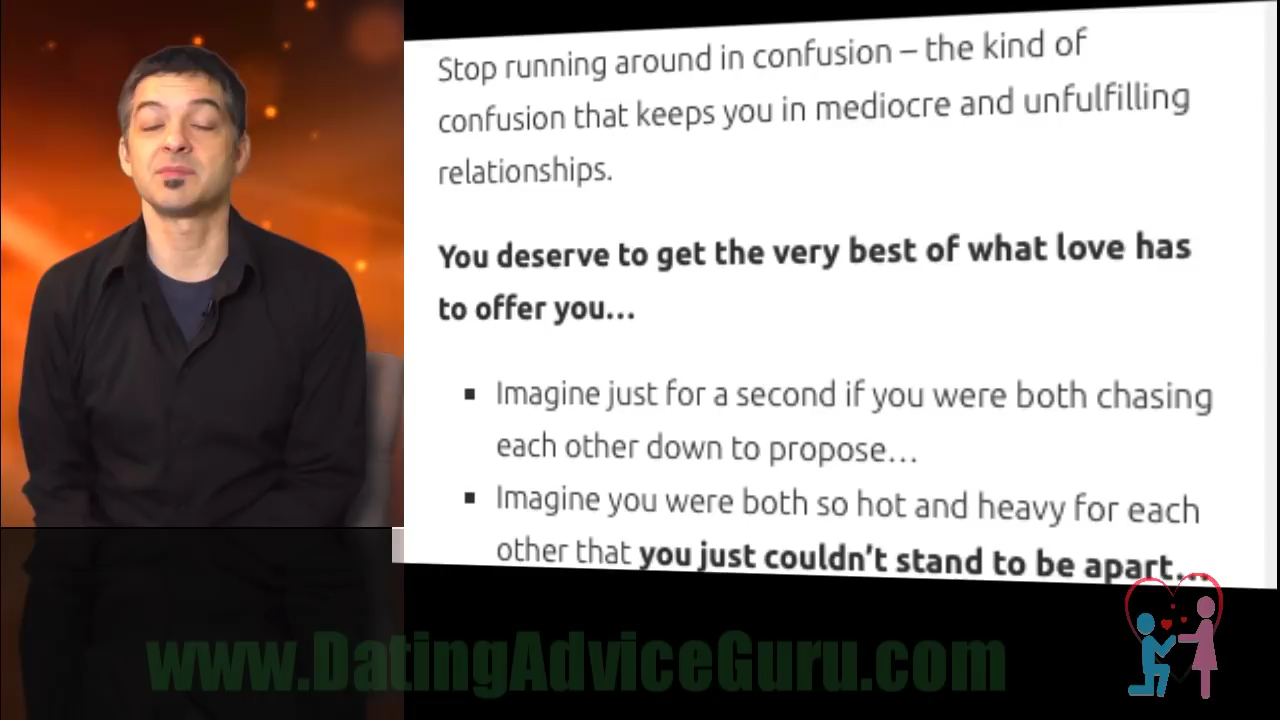 Stop running around in confusion – the kind of
confusion that keeps you in mediocre and unfulfilling
relationships.
You deserve to get the very best of what love has
to offer you...
▪ Imagine just for a second if you were both chasing
each other down to propose...
▪ Imagine you were both so hot and heavy for each
other that you just couldn't stand to be apart...
www.DatingAdviceGuru.com